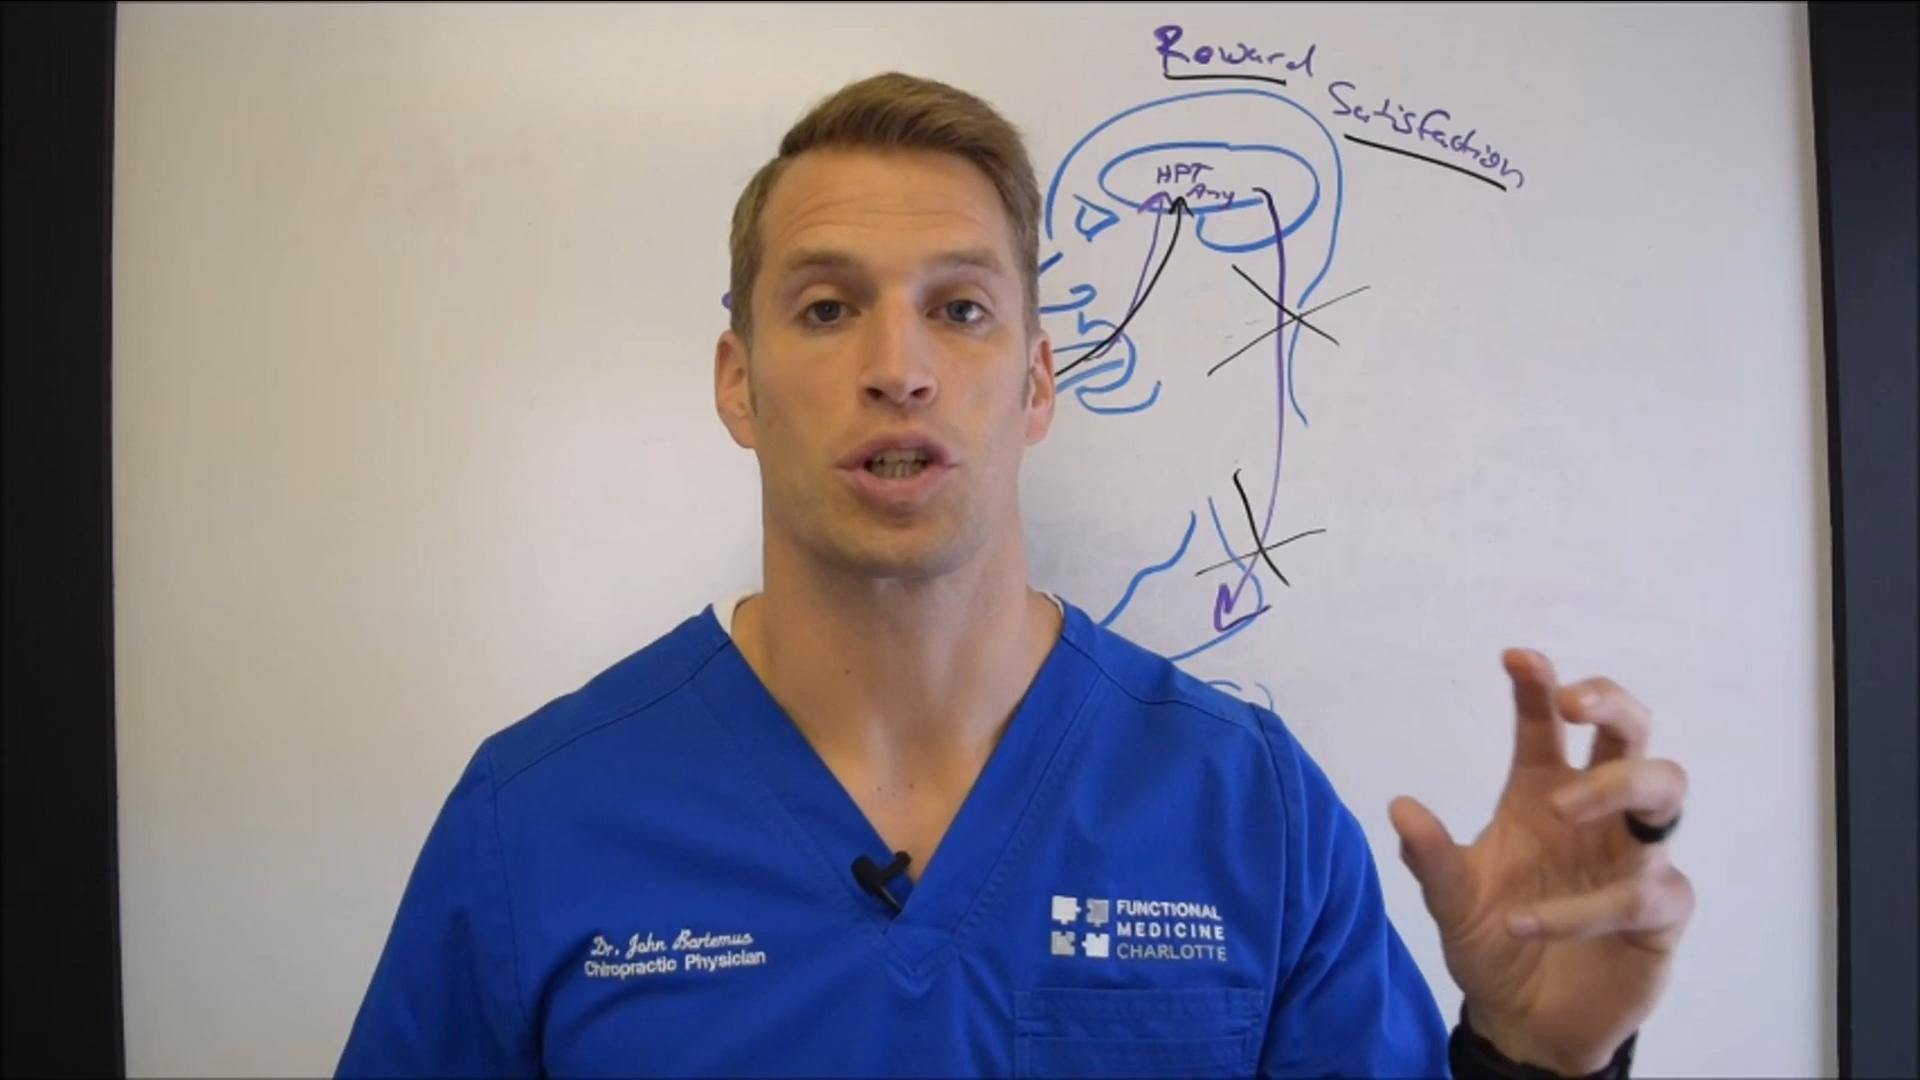 Reward
Satisfaction
HPT
Amy
Dr. John Bartemus
Chiropractic Physician
FUNCTIONAL
MEDICINE
CHARLOTTE